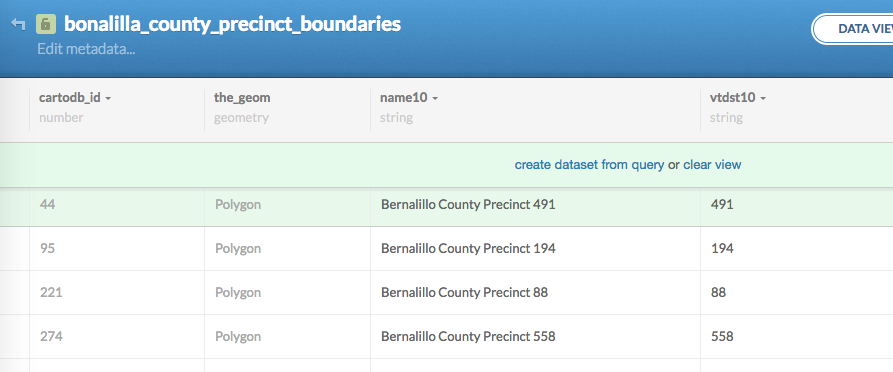 bonalilla_county_precinct_boundaries
Edit metadata...
DATA VIE
cartodb_id the_geom name10 vtdst10
number geometry string string
create dataset from query or clear view
44 Polygon Bernalillo County Precinct 491 491
95 Polygon Bernalillo County Precinct 194 194
221 Polygon Bernalillo County Precinct 88 88
274 Polygon Bernalillo County Precinct 558 558